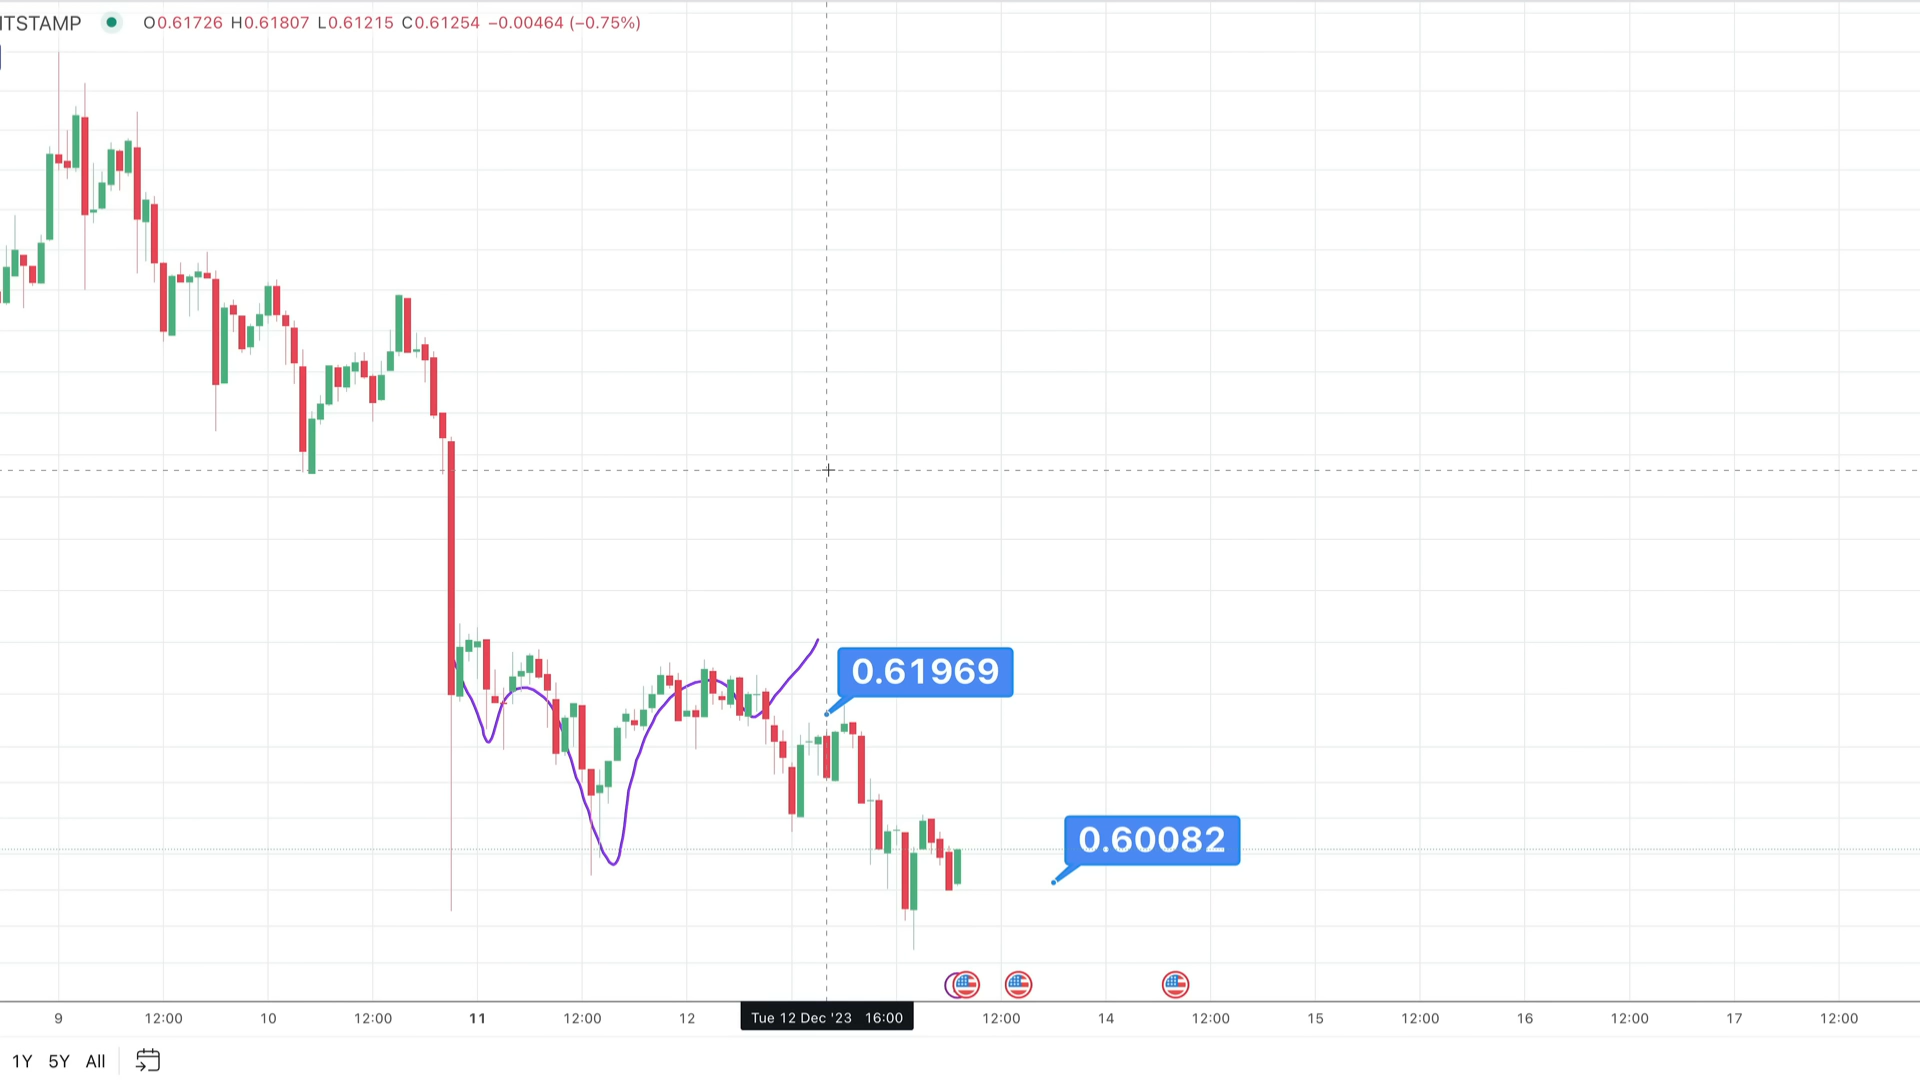 ITSTAMP O0.61726 H0.61807 L0.61215 C0.61254 −0.00464 (−0.75%)
0.61969
0.60082
9 12:00 10 12:00 11 12:00 12 Tue 12 Dec '23 16:00 12:00 14 12:00 15 12:00 16 12:00 17 12:00
1Y 5Y All